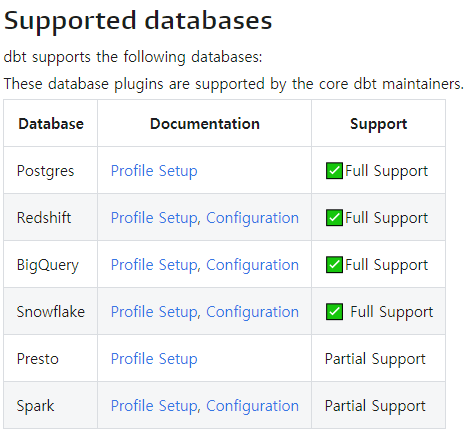 Supported databases
dbt supports the following databases:
These database plugins are supported by the core dbt maintainers.
Database Documentation Support
Postgres Profile Setup ✅Full Support
Redshift Profile Setup, Configuration ✅Full Support
BigQuery Profile Setup, Configuration ✅Full Support
Snowflake Profile Setup, Configuration ✅ Full Support
Presto Profile Setup Partial Support
Spark Profile Setup, Configuration Partial Support